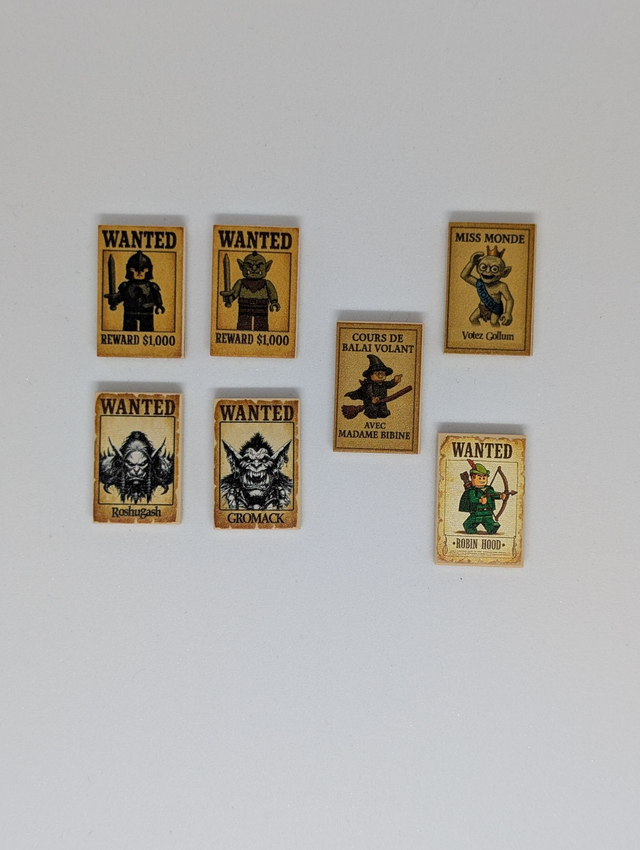 WANTED
REWARD $1,000
WANTED
REWARD $1,000
MISS MONDE
Votez Gollum
COURS DE
BALAI VOLANT
AVEC
MADAME BIBINE
WANTED
Roshugash
WANTED
GROMACK
WANTED
•ROBIN HOOD•